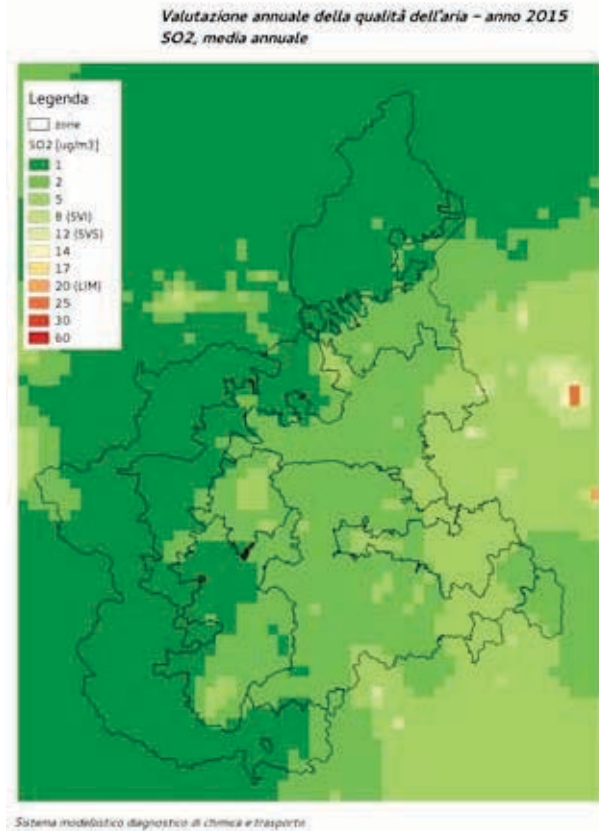 Valutazione annuale della qualità dell'aria - anno 2015
SO2, media annuale
Legenda
zone
SO2 [ug/m3]
1
2
5
8 (SVI)
12 (SVS)
14
17
20 (LIM)
25
30
60
Sistema modellistico diagnostico di chimica e trasporto